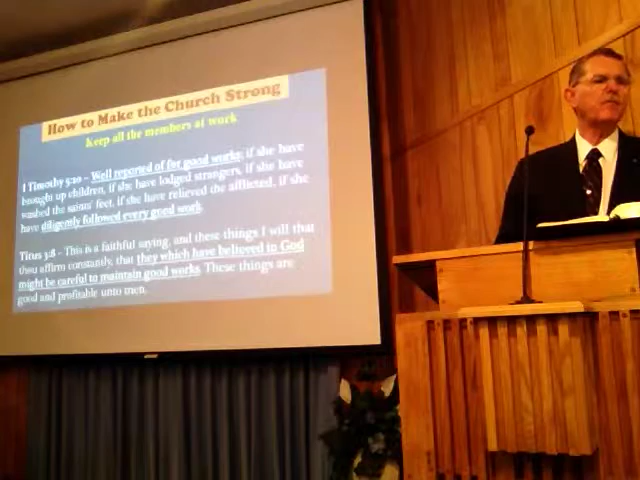 How to Make the Church Strong
Keep all the members at work
1 Timothy 5:10 - Well reported of for good works; if she have
brought up children, if she have lodged strangers, if she have
washed the saints' feet, if she have relieved the afflicted, if she
have diligently followed every good work.
Titus 3:8 - This is a faithful saying, and these things I will that
thou affirm constantly, that they which have believed in God
might be careful to maintain good works. These things are
good and profitable unto men.